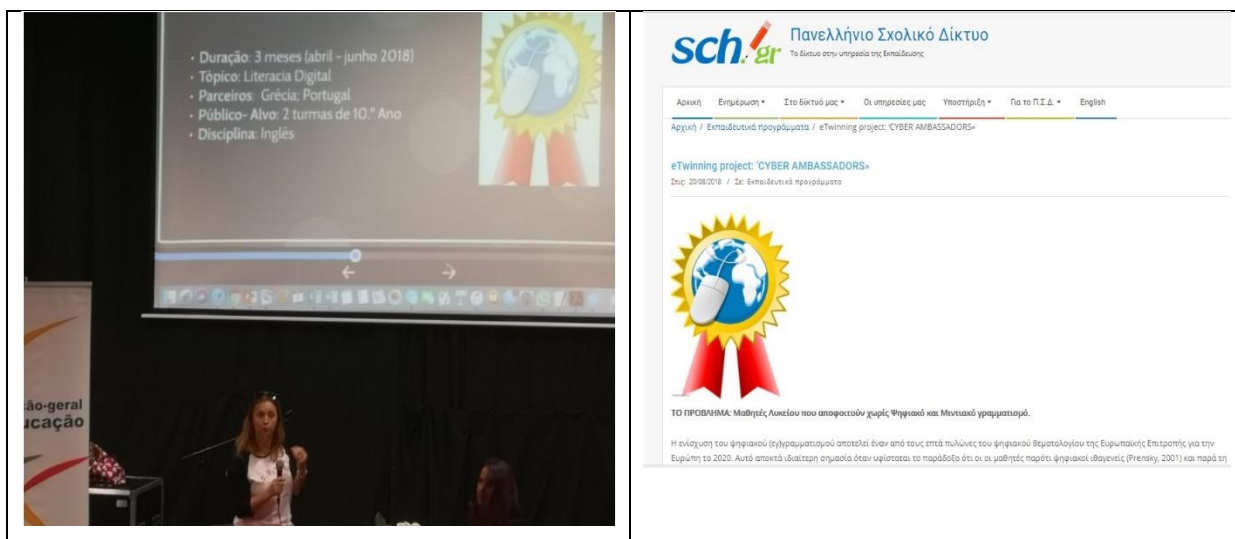 • Duração: 3 meses (abril - junho 2018)
• Tópico: Literacia Digital
• Parceiros: Grécia; Portugal
• Público- Alvo: 2 turmas de 10.º Ano
• Disciplina: Inglês
ão-geral
ucação
sch.gr
Πανελλήνιο Σχολικό Δίκτυο
Το δίκτυο στην υπηρεσία της Εκπαίδευσης
Αρχική Ενημέρωση Στο δίκτυό μας Οι υπηρεσίες μας Υποστήριξη Για το Π.Σ.Δ. English
Αρχική / Εκπαιδευτικά προγράμματα / eTwinning project: 'CYBER AMBASSADORS»
eTwinning project: 'CYBER AMBASSADORS»
Στις: 20/08/2018 / Σε: Εκπαιδευτικά προγράμματα
ΤΟ ΠΡΟΒΛΗΜΑ: Μαθητές Λυκείου που αποφοιτούν χωρίς Ψηφιακό και Μιντιακό γραμματισμό.
Η ενίσχυση του ψηφιακού (εγ)γραμματισμού αποτελεί έναν από τους επτά πυλώνες του ψηφιακού θεματολογίου της Ευρωπαϊκής Επιτροπής για την
Ευρώπη το 2020. Αυτό αποκτά ιδιαίτερη σημασία όταν υφίσταται το παράδοξο ότι οι οι μαθητές παρότι ψηφιακοί ιθαγενείς (Prensky, 2001) και παρά τη